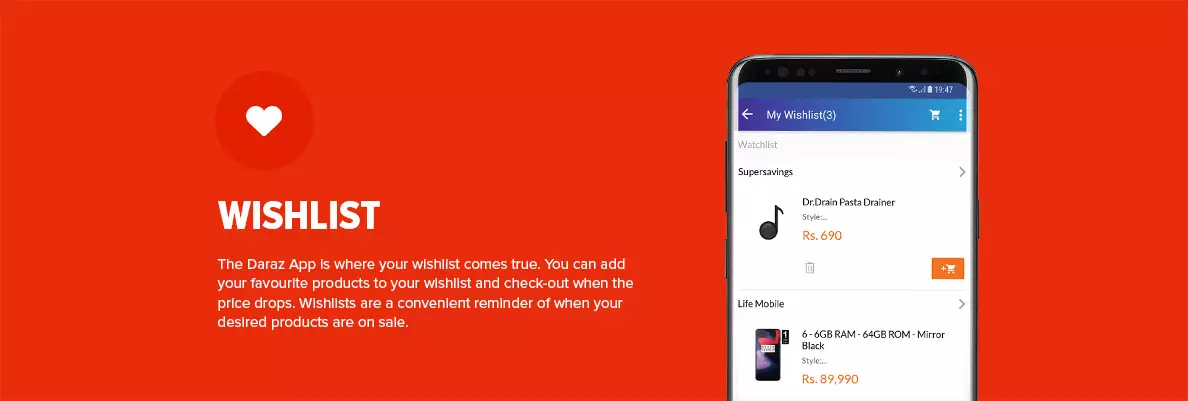 WISHLIST
The Daraz App is where your wishlist comes true. You can add
your favourite products to your wishlist and check-out when the
price drops. Wishlists are a convenient reminder of when your
desired products are on sale.
19:47
My Wishlist(3)
Watchlist
Supersavings
Dr.Drain Pasta Drainer
Style:...
Rs. 690
+
Life Mobile
6 - 6GB RAM - 64GB ROM - Mirror
Black
Style:...
Rs. 89,990